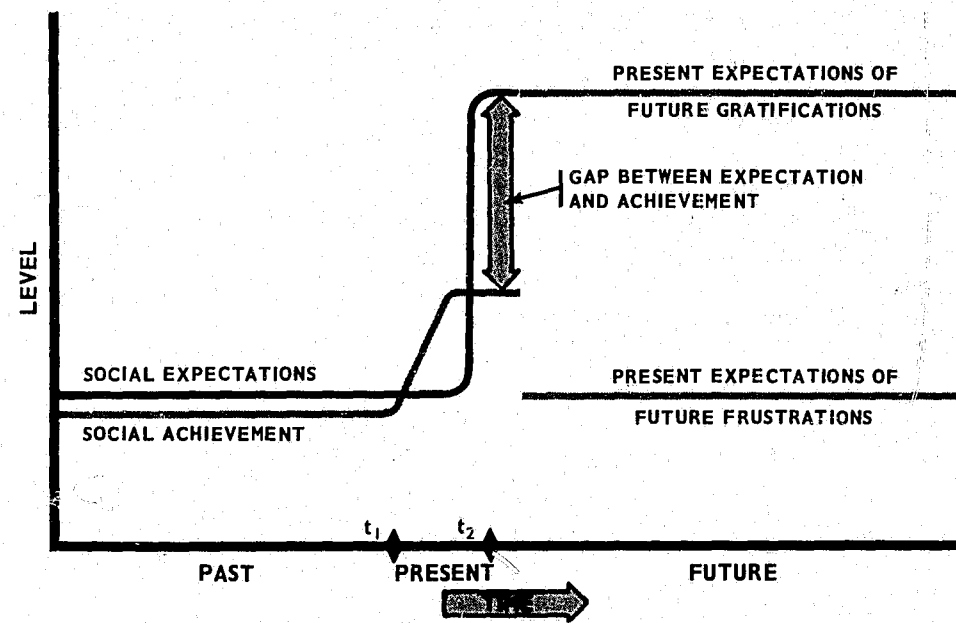 PRESENT EXPECTATIONS OF
FUTURE GRATIFICATIONS
GAP BETWEEN EXPECTATION
AND ACHIEVEMENT
LEVEL
SOCIAL EXPECTATIONS
SOCIAL ACHIEVEMENT
PRESENT EXPECTATIONS OF
FUTURE FRUSTRATIONS
t₁
t₂
PAST
PRESENT
FUTURE
TIME